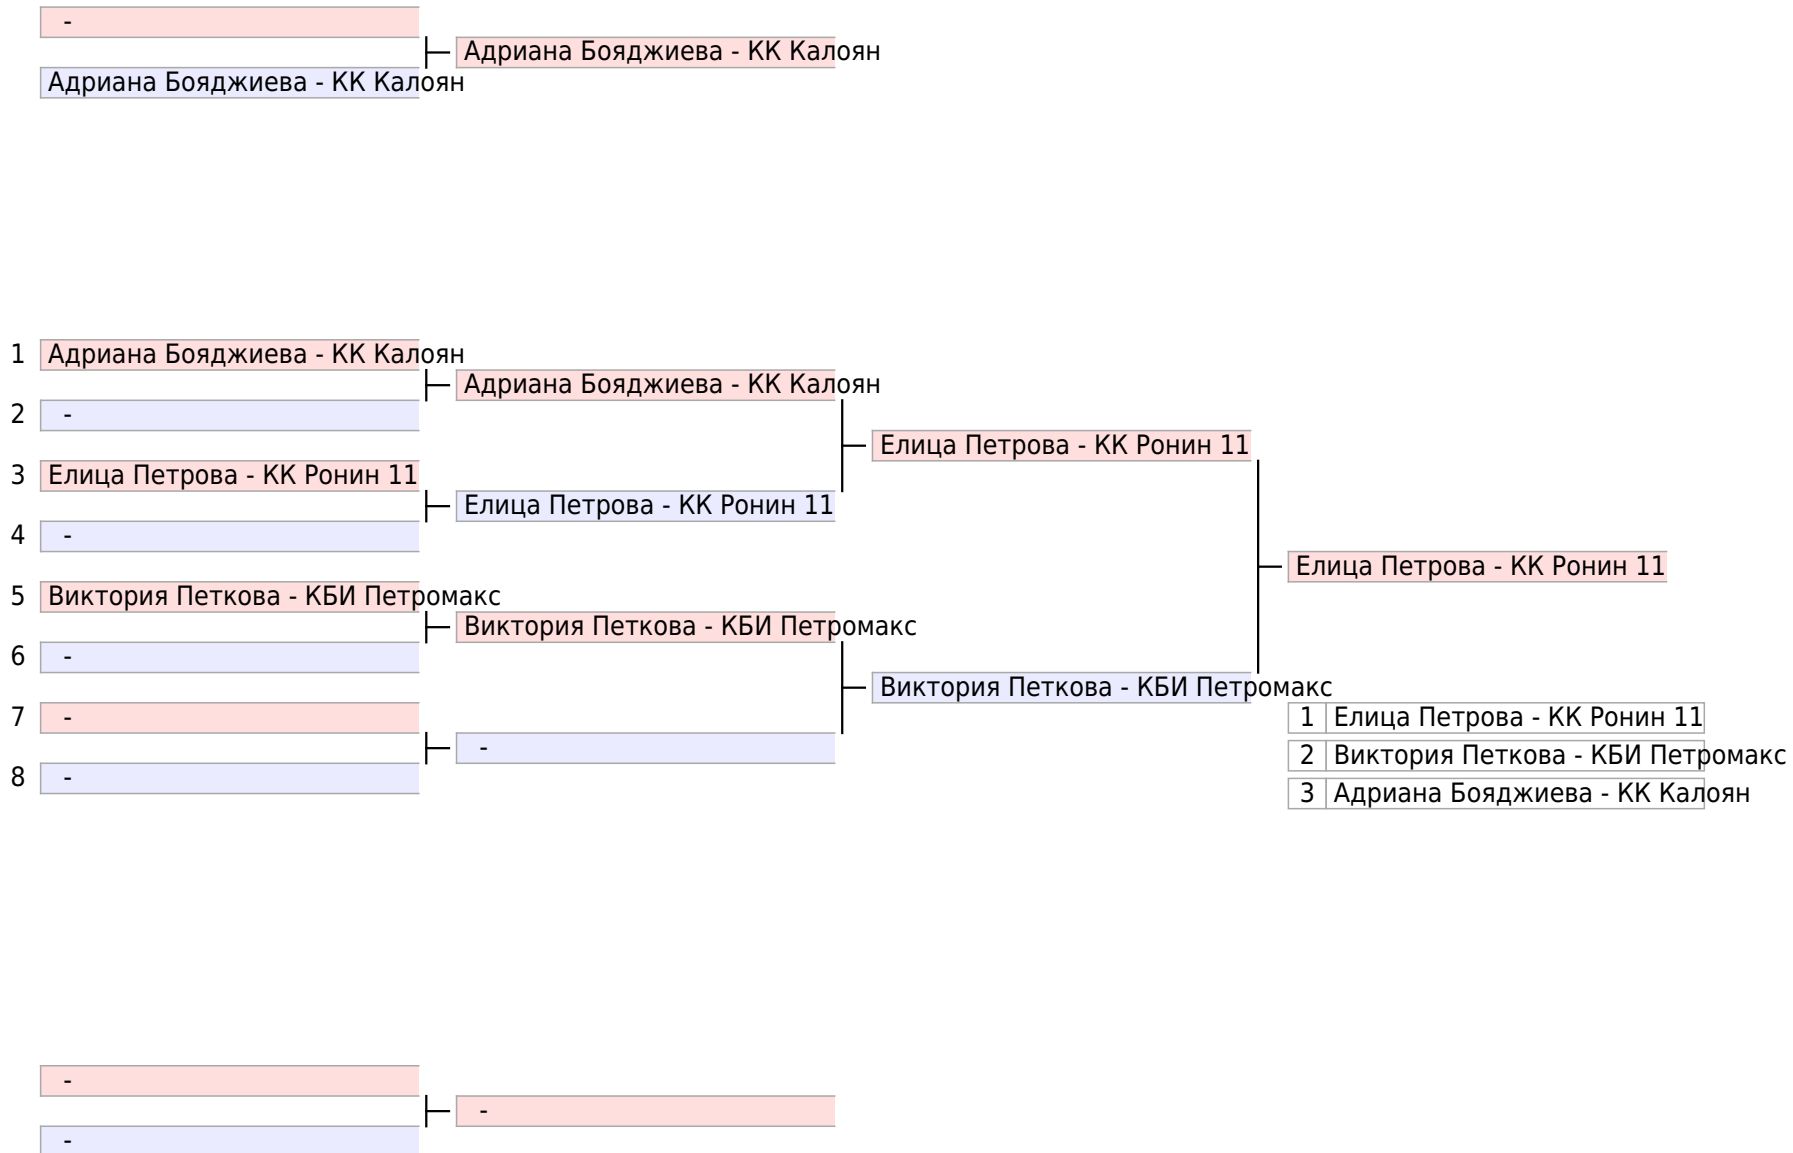 -
Адриана Бояджиева - КК Калоян
Адриана Бояджиева - КК Калоян
1 Адриана Бояджиева - КК Калоян
Адриана Бояджиева - КК Калоян
2 -
Елица Петрова - КК Ронин 11
3 Елица Петрова - КК Ронин 11
Елица Петрова - КК Ронин 11
4 -
Елица Петрова - КК Ронин 11
5 Виктория Петкова - КБИ Петромакс
Виктория Петкова - КБИ Петромакс
6 -
Виктория Петкова - КБИ Петромакс
7 -
1 Елица Петрова - КК Ронин 11
-
2 Виктория Петкова - КБИ Петромакс
8 -
3 Адриана Бояджиева - КК Калоян
-
-
-